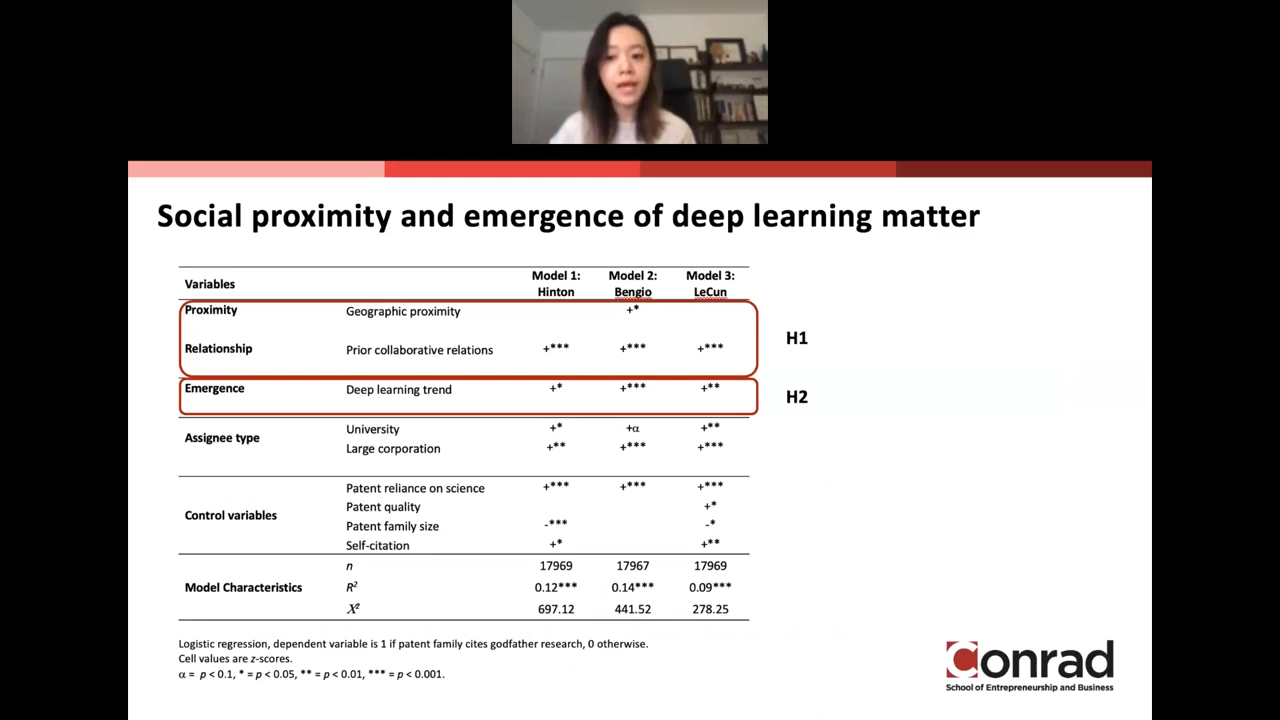 Social proximity and emergence of deep learning matter
Variables Model 1: Hinton Model 2: Bengio Model 3: LeCun
Proximity Geographic proximity +*
Relationship Prior collaborative relations +*** +*** +***
H1
Emergence Deep learning trend +* +*** +**
H2
Assignee type
University +* +α +**
Large corporation +** +*** +***
Control variables
Patent reliance on science +*** +*** +***
Patent quality +*
Patent family size -*** -*
Self-citation +* +**
Model Characteristics
n 17969 17967 17969
R² 0.12*** 0.14*** 0.09***
X² 697.12 441.52 278.25
Logistic regression, dependent variable is 1 if patent family cites godfather research, 0 otherwise.
Cell values are z-scores.
α = p < 0.1, * = p < 0.05, ** = p < 0.01, *** = p < 0.001.
Conrad
School of Entrepreneurship and Business